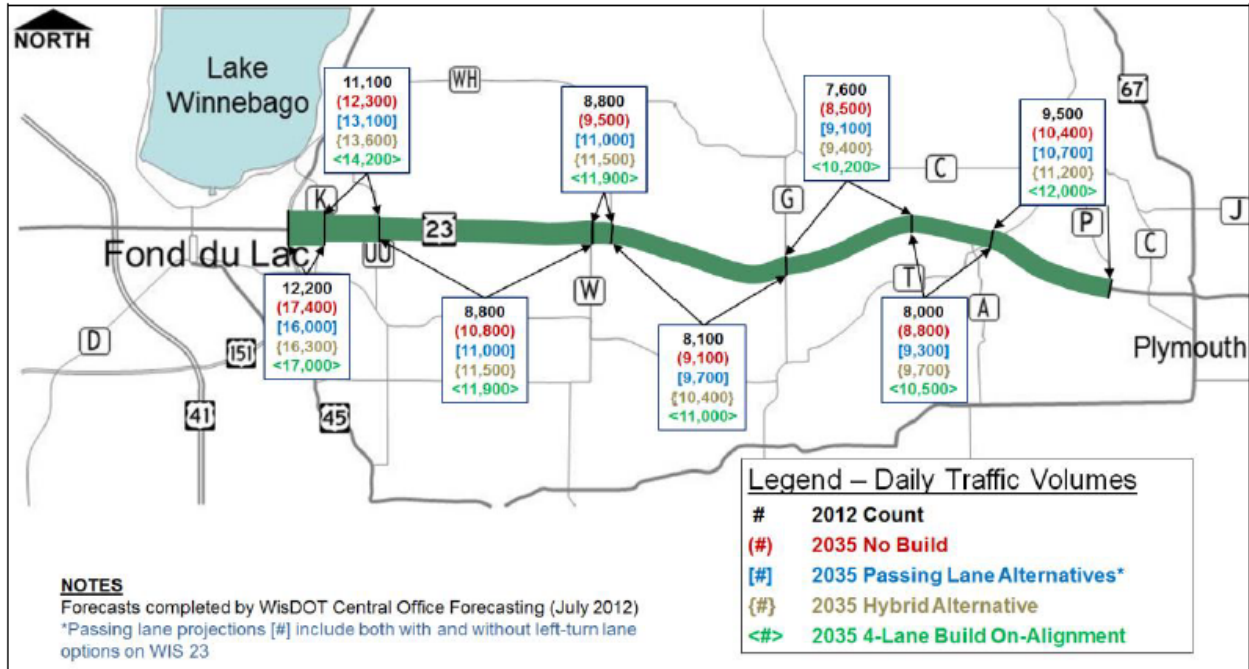 NORTH
Lake
Winnebago
WH
67
11,100
(12,300)
[13,100]
{13,600}
<14,200>
8,800
(9,500)
[11,000]
{11,500}
<11,900>
7,600
(8,500)
[9,100]
{9,400}
<10,200>
9,500
(10,400)
[10,700]
{11,200}
<12,000>
C
K
G
P
J
23
C
Fond du Lac
UU
W
T
A
12,200
(17,400)
[16,000]
{16,300}
<17,000>
8,800
(10,800)
[11,000]
{11,500}
<11,900>
8,100
(9,100)
[9,700]
{10,400}
<11,000>
8,000
(8,800)
[9,300]
{9,700}
<10,500>
D
151
Plymouth
41
45
Legend – Daily Traffic Volumes
# 2012 Count
(#) 2035 No Build
[#] 2035 Passing Lane Alternatives*
{#} 2035 Hybrid Alternative
<#> 2035 4-Lane Build On-Alignment
NOTES
Forecasts completed by WisDOT Central Office Forecasting (July 2012)
*Passing lane projections [#] include both with and without left-turn lane
options on WIS 23